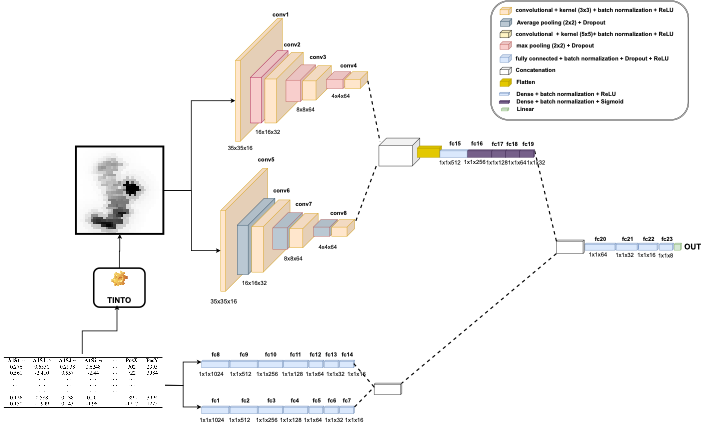 conv1
conv2
conv3
conv4
4x4x64
8x8x64
16x16x32
35x35x16
convolutional + kernel (3x3) + batch normalization + ReLU
Average pooling (2x2) + Dropout
convolutional + kernel (5x5)+ batch normalization + ReLU
max pooling (2x2) + Dropout
fully connected + batch normalization + Dropout + ReLU
Concatenation
Flatten
Dense + batch normalization + ReLU
Dense + batch normalization + Sigmoid
Linear
conv5
conv6
conv7
conv8
4x4x64
8x8x64
16x16x32
35x35x16
fc15 fc16 fc17 fc18 fc19
1x1x512 1x1x256 1x1x128 1x1x64 1x1x32
fc20 fc21 fc22 fc23 OUT
1x1x64 1x1x32 1x1x16 1x1x8
TINTO
fc8 fc9 fc10 fc11 fc12 fc13 fc14
1x1x1024 1x1x512 1x1x256 1x1x128 1x1x64 1x1x32 1x1x16
fc1 fc2 fc3 fc4 fc5 fc6 fc7
1x1x1024 1x1x512 1x1x256 1x1x128 1x1x64 1x1x32 1x1x16